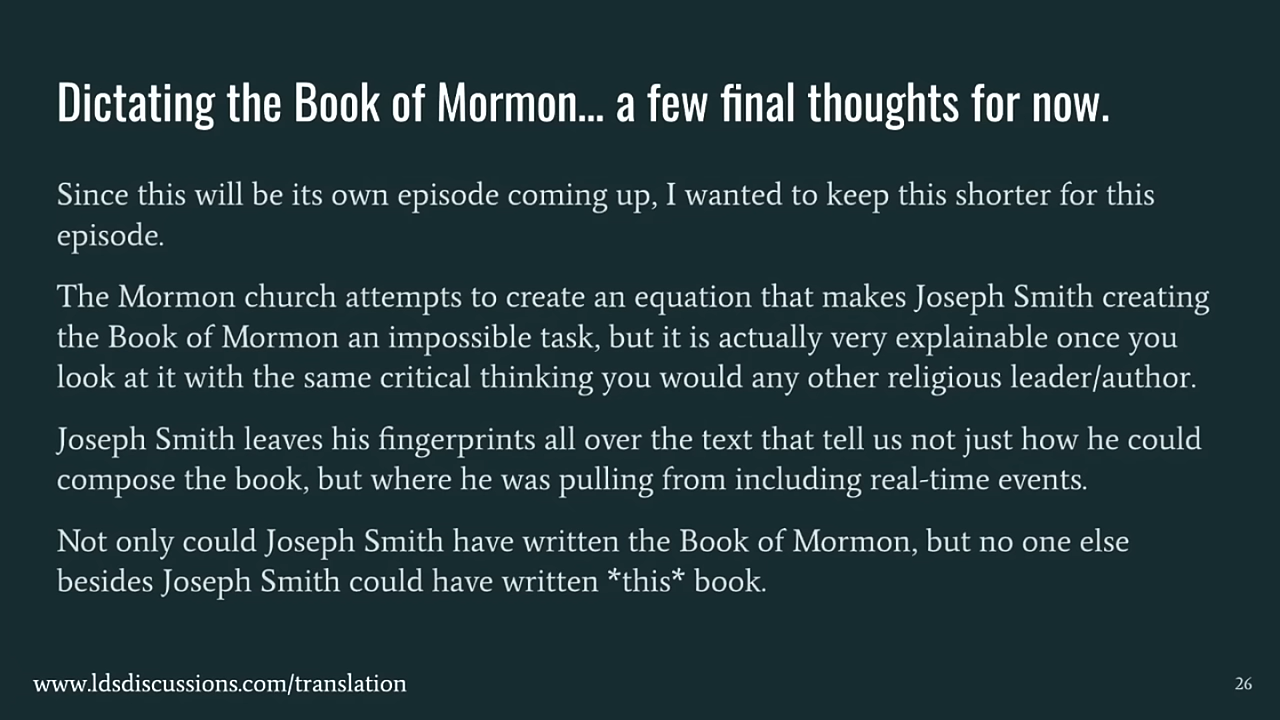 Dictating the Book of Mormon... a few final thoughts for now.
Since this will be its own episode coming up, I wanted to keep this shorter for this
episode.
The Mormon church attempts to create an equation that makes Joseph Smith creating
the Book of Mormon an impossible task, but it is actually very explainable once you
look at it with the same critical thinking you would any other religious leader/author.
Joseph Smith leaves his fingerprints all over the text that tell us not just how he could
compose the book, but where he was pulling from including real-time events.
Not only could Joseph Smith have written the Book of Mormon, but no one else
besides Joseph Smith could have written *this* book.
www.ldsdiscussions.com/translation
26